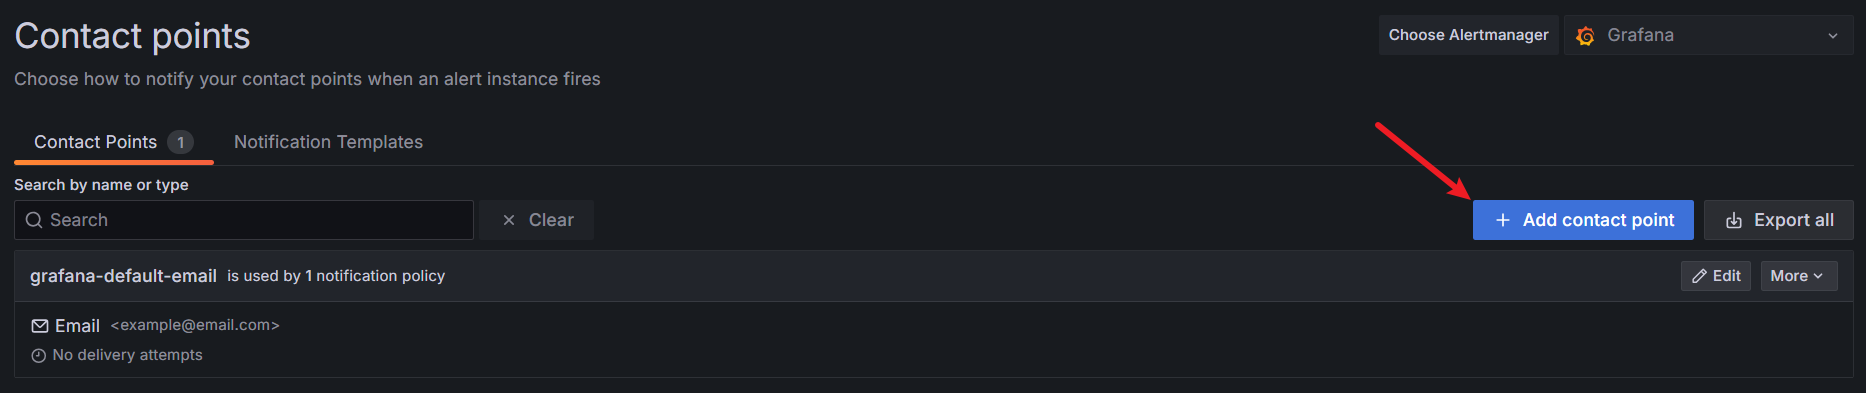 Contact points
Choose Alertmanager
Grafana
Choose how to notify your contact points when an alert instance fires
Contact Points 1
Notification Templates
Search by name or type
Search
Clear
Add contact point
Export all
grafana-default-email is used by 1 notification policy
Edit
More
Email <example@email.com>
No delivery attempts